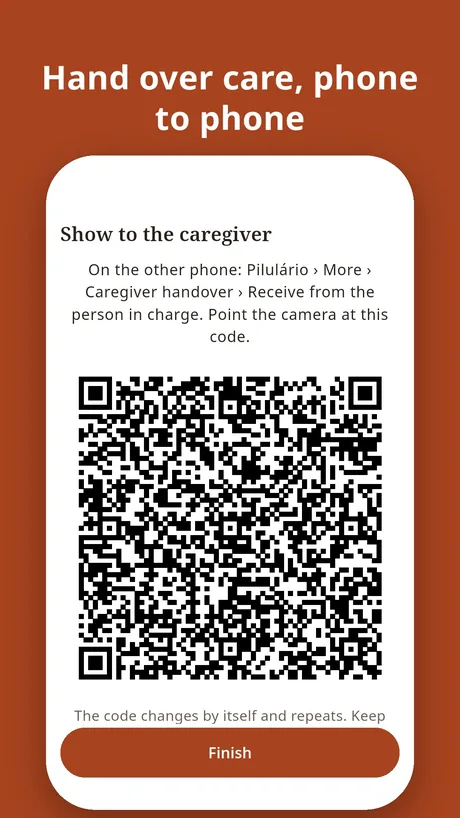 Hand over care, phone
to phone
Show to the caregiver
On the other phone: Pilulário › More ›
Caregiver handover › Receive from the
person in charge. Point the camera at this
code.
The code changes by itself and repeats. Keep
Finish